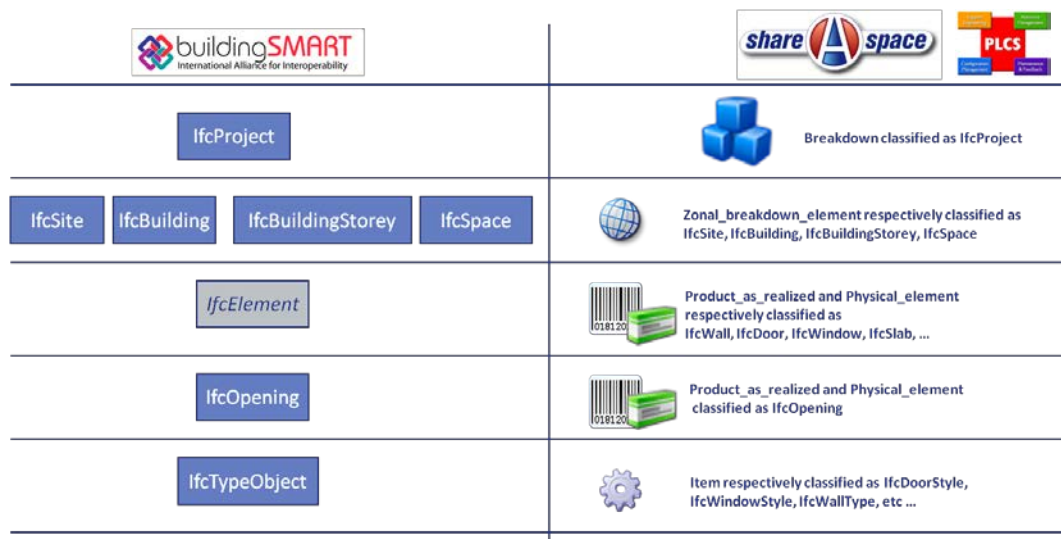 buildingSMART
International Alliance for Interoperability
share A space
PLCS
IfcProject
Breakdown classified as IfcProject
IfcSite
IfcBuilding
IfcBuildingStorey
IfcSpace
Zonal_breakdown_element respectively classified as
IfcSite, IfcBuilding, IfcBuildingStorey, IfcSpace
IfcElement
018120
Product_as_realized and Physical_element
respectively classified as
IfcWall, IfcDoor, IfcWindow, IfcSlab, ...
IfcOpening
018120
Product_as_realized and Physical_element
classified as IfcOpening
IfcTypeObject
Item respectively classified as IfcDoorStyle,
IfcWindowStyle, IfcWallType, etc ...